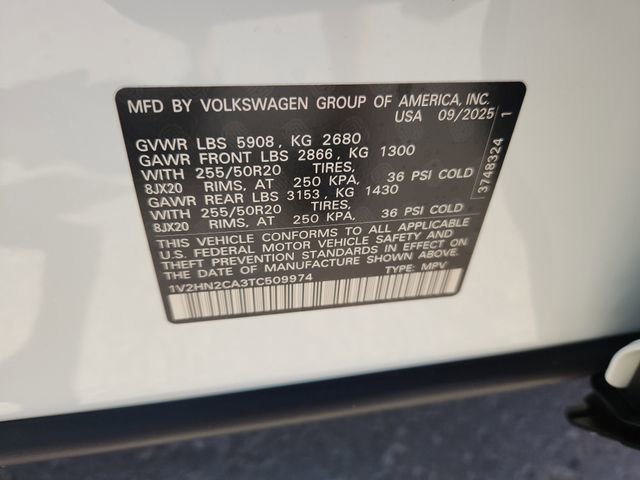 MFD BY VOLKSWAGEN GROUP OF AMERICA, INC.
USA 09/2025
GVWR LBS 5908, KG 2680
GAWR FRONT LBS 2866, KG 1300
WITH 255/50R20 TIRES,
8JX20 RIMS, AT 250 KPA, 36 PSI COLD
GAWR REAR LBS 3153, KG 1430
WITH 255/50R20 TIRES,
8JX20 RIMS, AT 250 KPA, 36 PSI COLD
THIS VEHICLE CONFORMS TO ALL APPLICABLE
U.S. FEDERAL MOTOR VEHICLE SAFETY AND
THEFT PREVENTION STANDARDS IN EFFECT ON
THE DATE OF MANUFACTURE SHOWN ABOVE.
1V2HN2CA3TC509974 TYPE: MPV
3748324 1